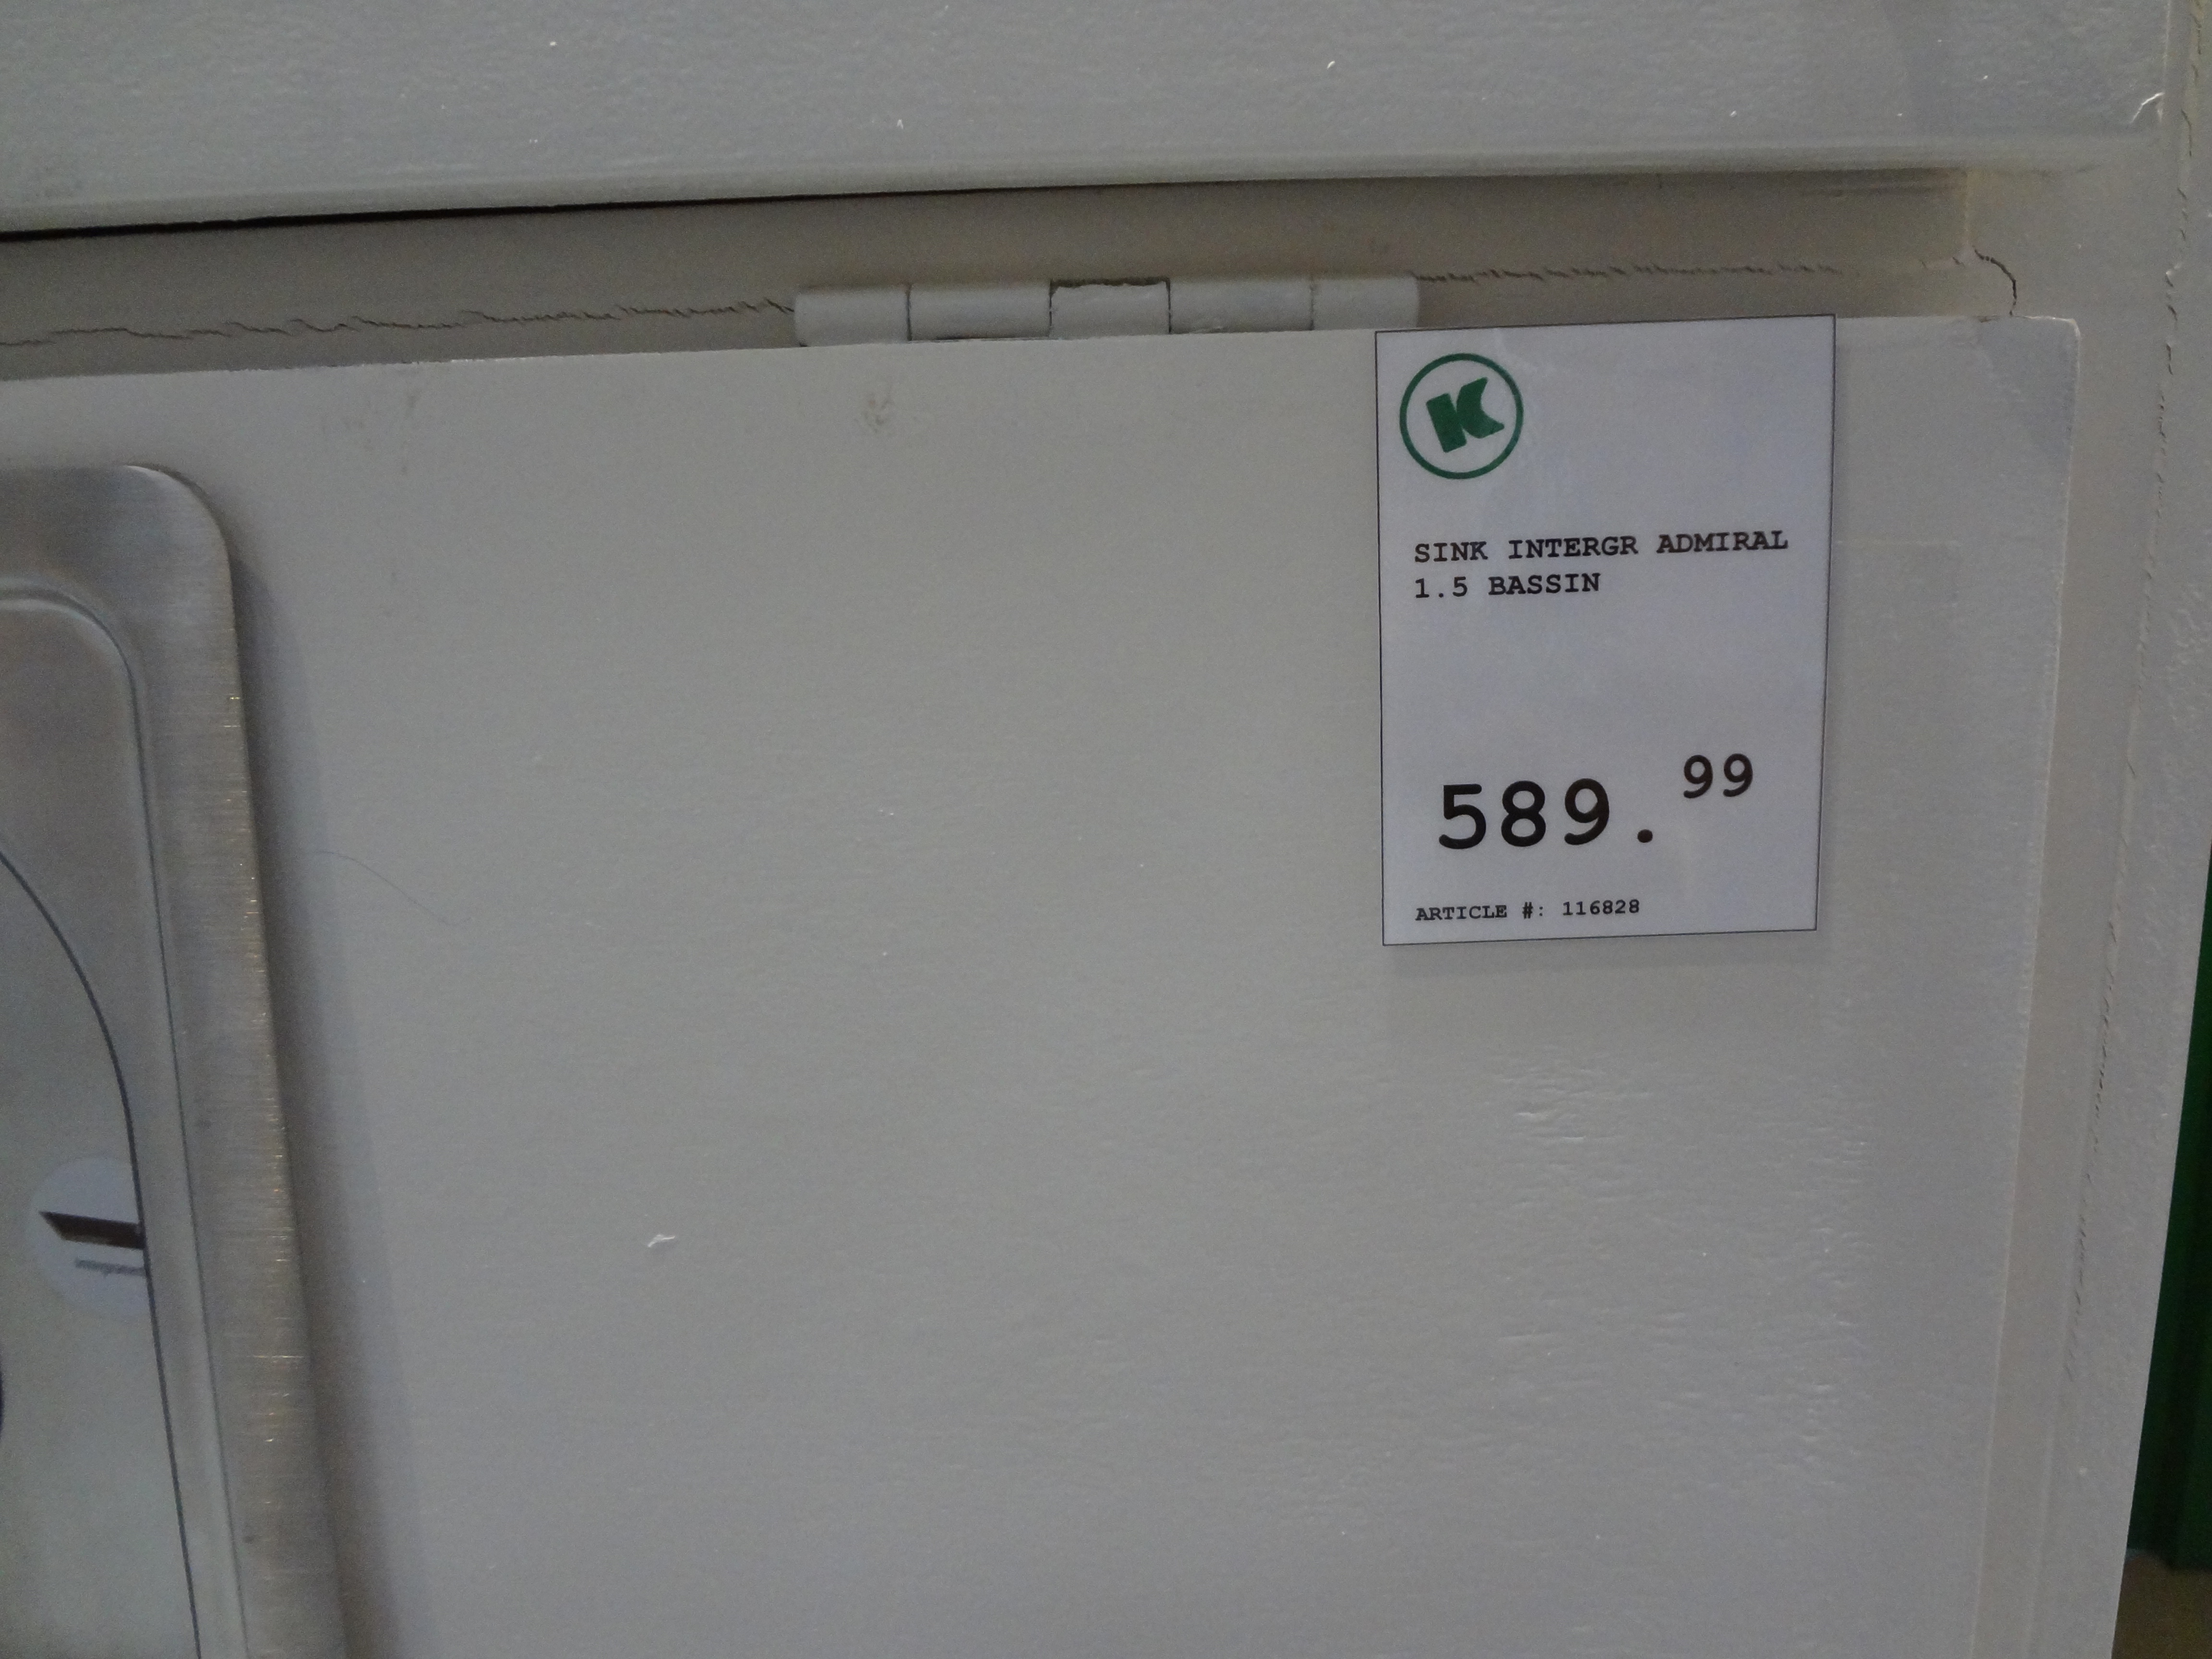 K
SINK INTERGR ADMIRAL
1.5 BASSIN
589.99
ARTICLE #: 116828